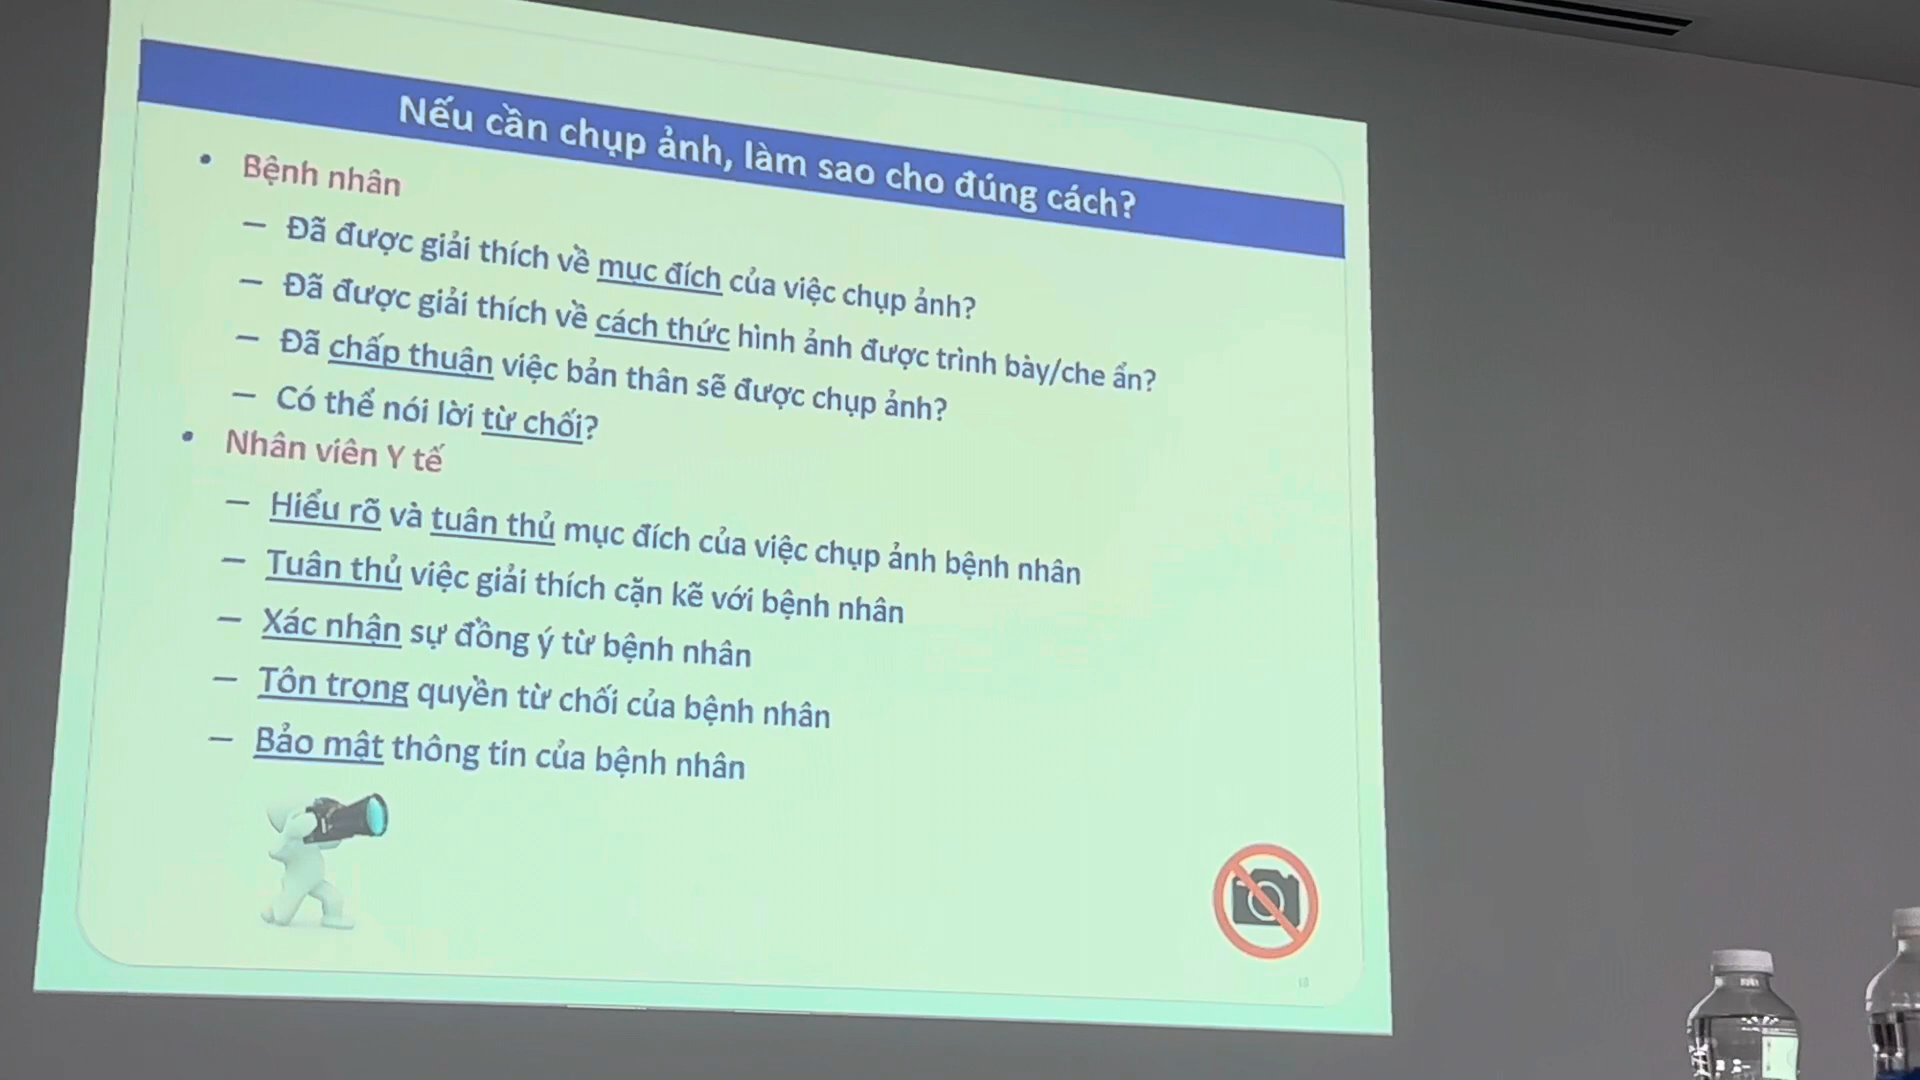 Nếu cần chụp ảnh, làm sao cho đúng cách?
• Bệnh nhân
– Đã được giải thích về mục đích của việc chụp ảnh?
– Đã được giải thích về cách thức hình ảnh được trình bày/che ẩn?
– Đã chấp thuận việc bản thân sẽ được chụp ảnh?
– Có thể nói lời từ chối?
• Nhân viên Y tế
– Hiểu rõ và tuân thủ mục đích của việc chụp ảnh bệnh nhân
– Tuân thủ việc giải thích cặn kẽ với bệnh nhân
– Xác nhận sự đồng ý từ bệnh nhân
– Tôn trọng quyền từ chối của bệnh nhân
– Bảo mật thông tin của bệnh nhân